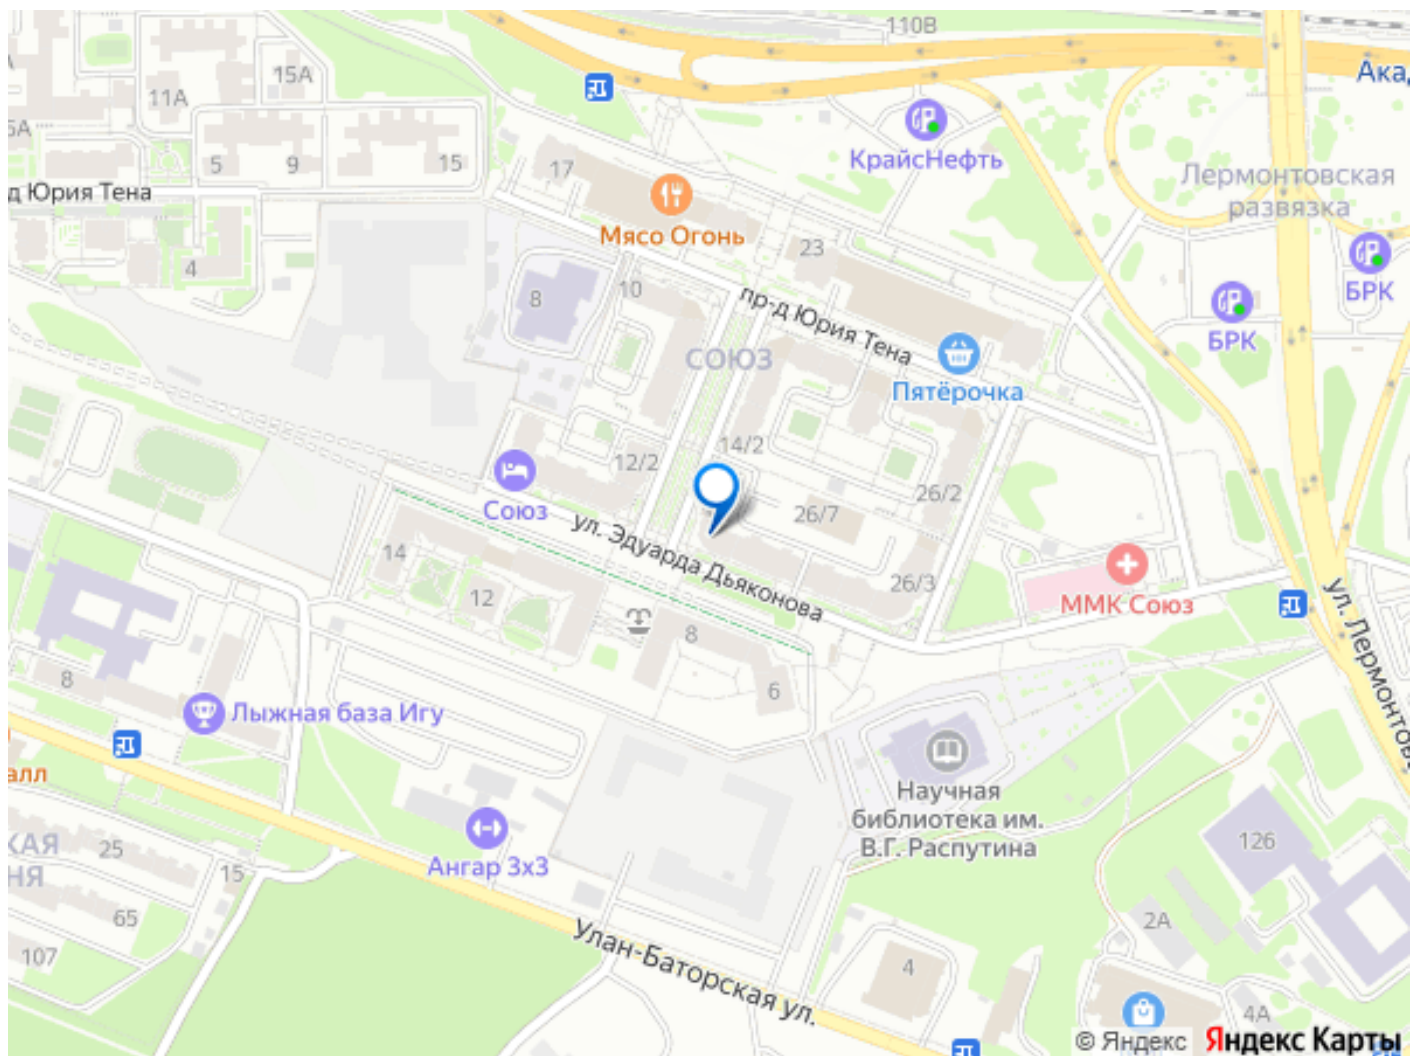 110В
15А
11А
Ака
КрайсНефть
5А
5
9
15
17
Лермонтовская
развязка
д Юрия Тена
Мясо Огонь
23
4
8
10
пр-д Юрия Тена
БРК
БРК
СОЮЗ
Пятёрочка
14/2
12/2
26/2
Союз
26/7
ул. Эдуарда Дьяконова
14
26/3
12
ММК Союз
ул. Лермонтова
8
8
6
Лыжная база Игу
алл
Научная
библиотека им.
В.Г. Распутина
КАЯ
НЯ
25
15
Ангар 3х3
126
65
2А
107
Улан-Баторская ул.
4
4А
© Яндекс Яндекс Карты